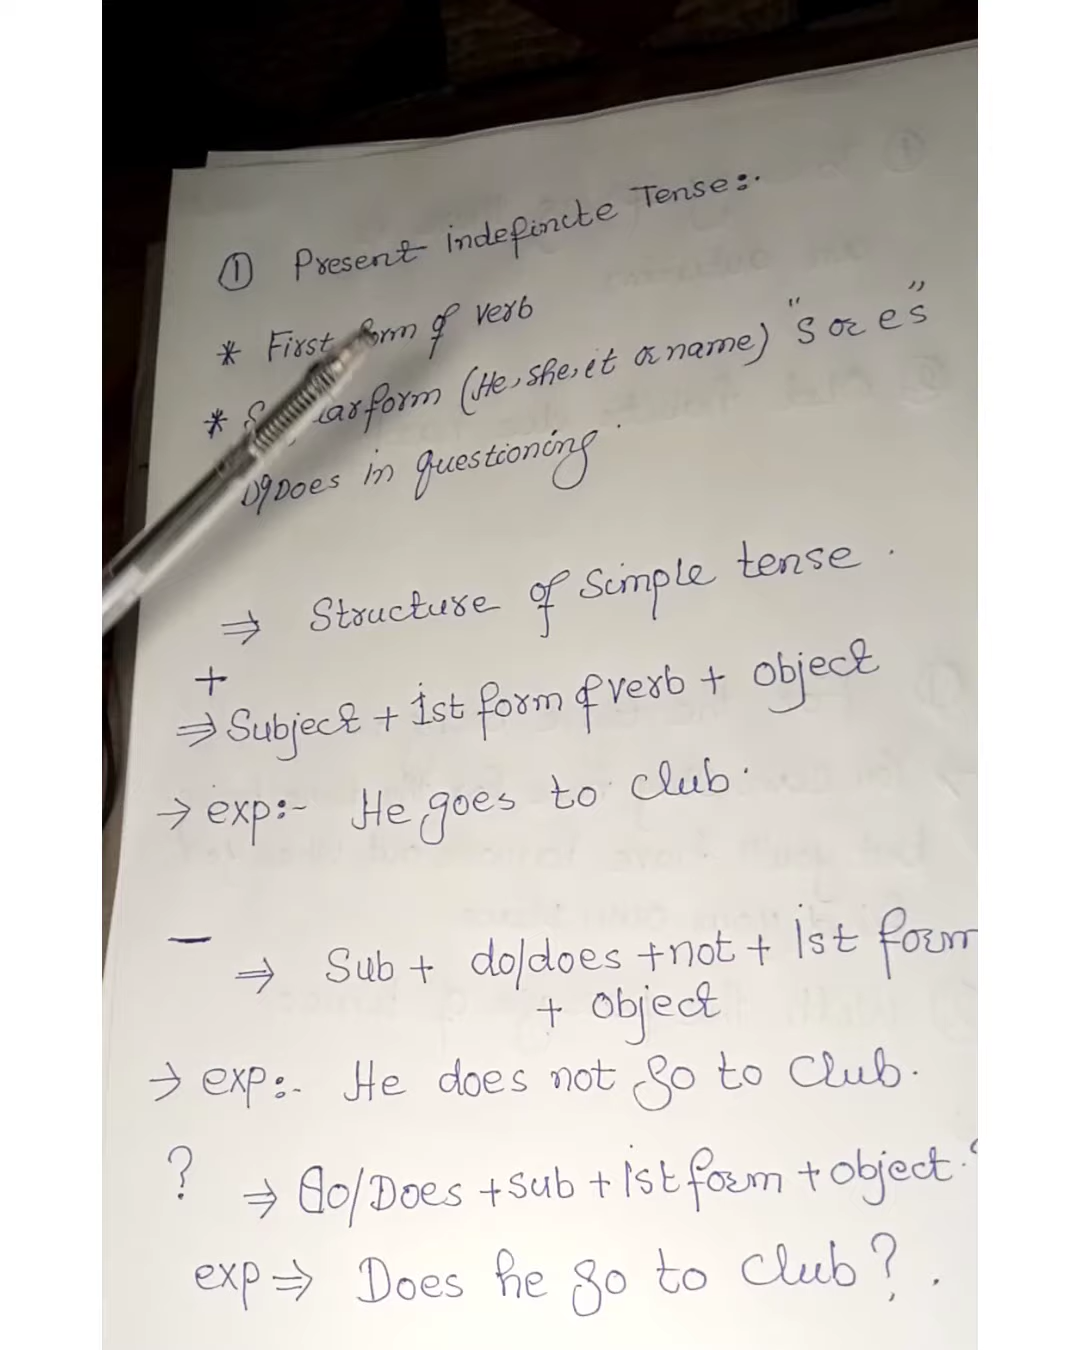 ① Present indefincte Tense:-
* First form of verb
* form (He, she, it or name) "s or es"
Does in questioning
⇒ Structure of Simple tense.
+
⇒ Subject + 1st form of verb + object
→ exp:- He goes to club.
—
⇒ Sub + do/does + not + 1st form
+ object
→ exp:- He does not go to Club.
?
⇒ Do/Does + sub + 1st form + object.
exp ⇒ Does he go to club?.